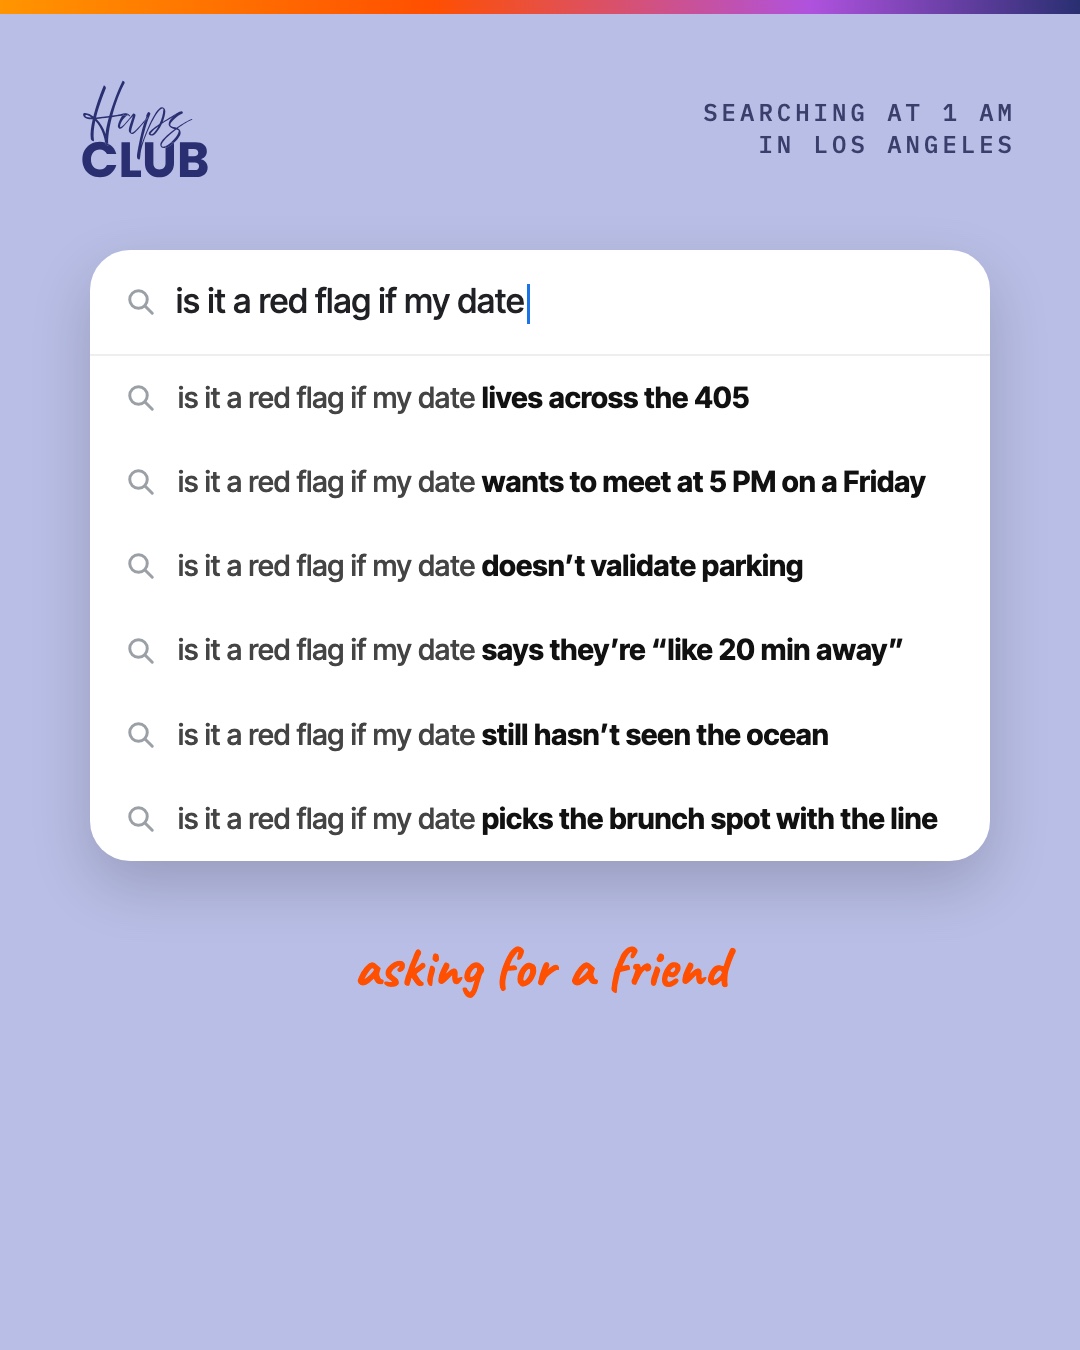 Haps
CLUB
SEARCHING AT 1 AM
IN LOS ANGELES
is it a red flag if my date
is it a red flag if my date lives across the 405
is it a red flag if my date wants to meet at 5 PM on a Friday
is it a red flag if my date doesn’t validate parking
is it a red flag if my date says they’re “like 20 min away”
is it a red flag if my date still hasn’t seen the ocean
is it a red flag if my date picks the brunch spot with the line
asking for a friend